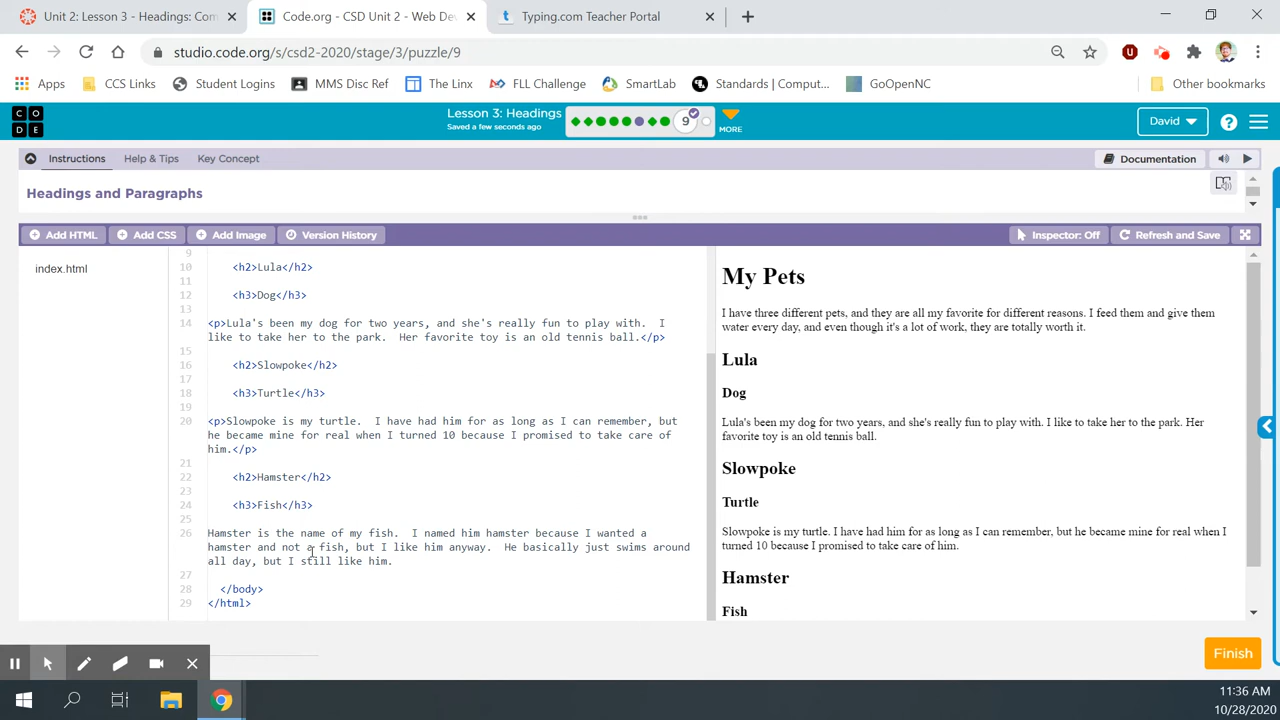 Unit 2: Lesson 3 - Headings: Com
Code.org - CSD Unit 2 - Web De
Typing.com Teacher Portal
studio.code.org/s/csd2-2020/stage/3/puzzle/9
Apps
CCS Links
Student Logins
MMS Disc Ref
The Linx
FLL Challenge
SmartLab
Standards | Comput...
GoOpenNC
Other bookmarks
C O
D E
Lesson 3: Headings
Saved a few seconds ago
9
MORE
David
?
Instructions
Help & Tips
Key Concept
Documentation
Headings and Paragraphs
Add HTML
Add CSS
Add Image
Version History
Inspector: Off
Refresh and Save
index.html
9
10 <h2>Lula</h2>
11
12 <h3>Dog</h3>
13
14 <p>Lula's been my dog for two years, and she's really fun to play with. I
like to take her to the park. Her favorite toy is an old tennis ball.</p>
15
16 <h2>Slowpoke</h2>
17
18 <h3>Turtle</h3>
19
20 <p>Slowpoke is my turtle. I have had him for as long as I can remember, but
he became mine for real when I turned 10 because I promised to take care of
him.</p>
21
22 <h2>Hamster</h2>
23
24 <h3>Fish</h3>
25
26 Hamster is the name of my fish. I named him hamster because I wanted a
hamster and not a fish, but I like him anyway. He basically just swims around
all day, but I still like him.
27
28 </body>
29 </html>
My Pets
I have three different pets, and they are all my favorite for different reasons. I feed them and give them
water every day, and even though it's a lot of work, they are totally worth it.
Lula
Dog
Lula's been my dog for two years, and she's really fun to play with. I like to take her to the park. Her
favorite toy is an old tennis ball.
Slowpoke
Turtle
Slowpoke is my turtle. I have had him for as long as I can remember, but he became mine for real when I
turned 10 because I promised to take care of him.
Hamster
Fish
Finish
11:36 AM
10/28/2020